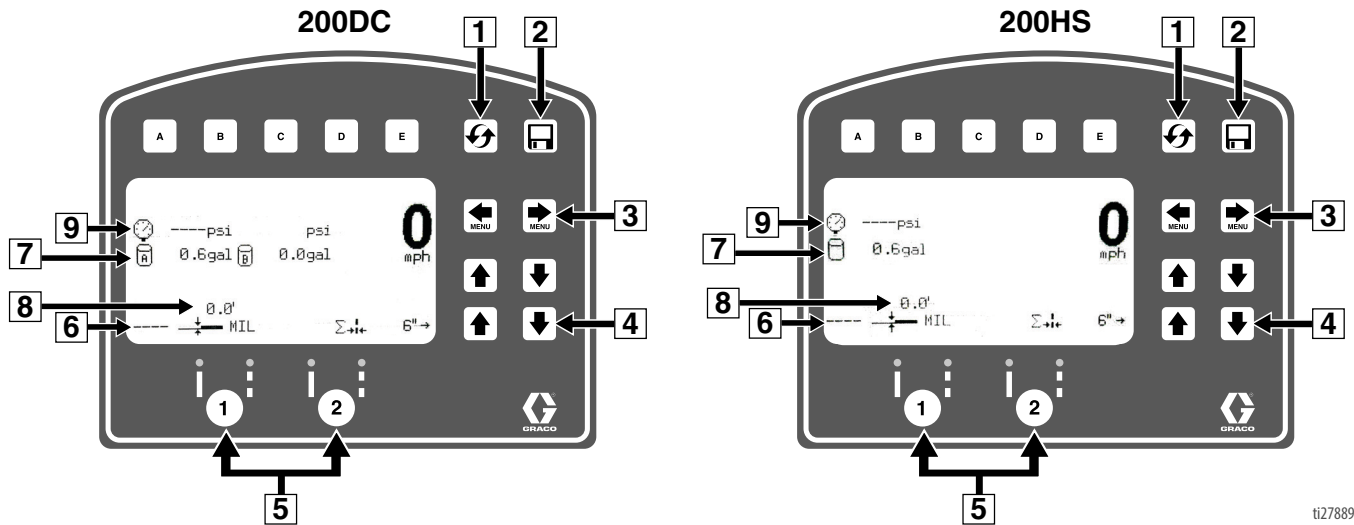 200DC
1
2
A
B
C
D
E
----psi psi
0
mph
A 0.6gal B 0.0gal
0.0'
---- MIL Σ 6"→
MENU MENU
9
7
8
6
3
4
1 2
GRACO
5
200HS
1
2
A
B
C
D
E
----psi
0
mph
0.6gal
0.0'
---- MIL Σ 6"→
MENU MENU
9
7
8
6
3
4
1 2
GRACO
5
ti27889